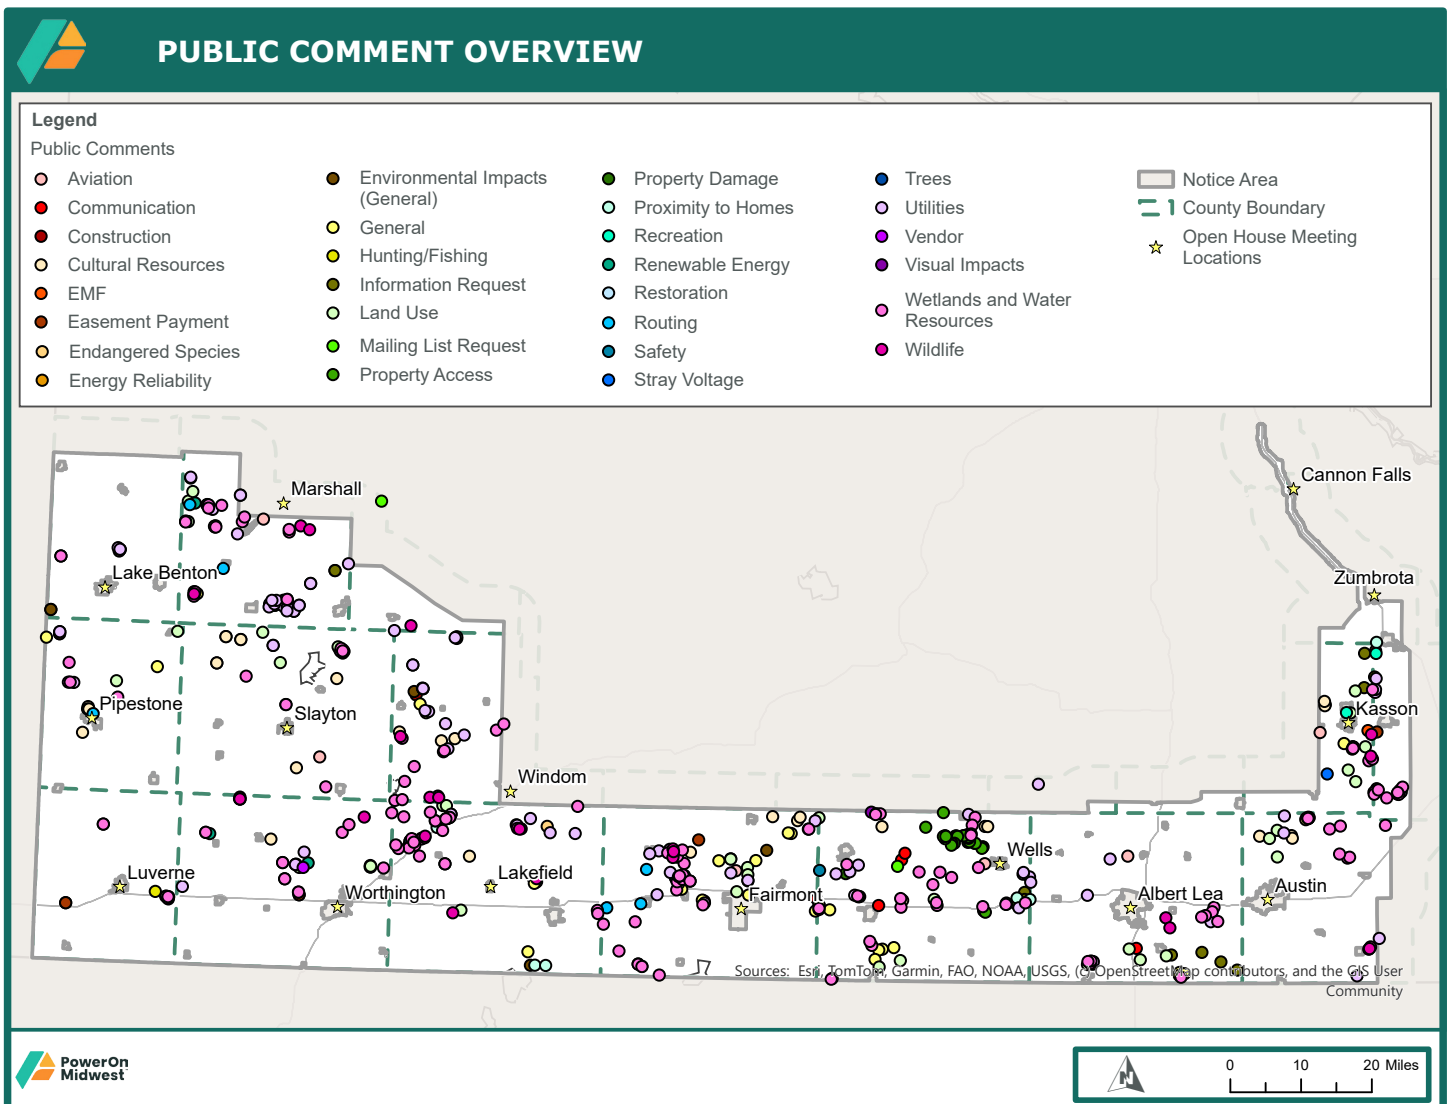 PUBLIC COMMENT OVERVIEW
Legend
Public Comments
Aviation
Communication
Construction
Cultural Resources
EMF
Easement Payment
Endangered Species
Energy Reliability
Environmental Impacts
(General)
General
Hunting/Fishing
Information Request
Land Use
Mailing List Request
Property Access
Property Damage
Proximity to Homes
Recreation
Renewable Energy
Restoration
Routing
Safety
Stray Voltage
Trees
Utilities
Vendor
Visual Impacts
Wetlands and Water
Resources
Wildlife
Notice Area
County Boundary
Open House Meeting
Locations
Marshall
Cannon Falls
Lake Benton
Zumbrota
Pipestone
Slayton
Kasson
Windom
Wells
Luverne
Lakefield
Worthington
Fairmont
Albert Lea
Austin
Sources: Esri, TomTom, Garmin, FAO, NOAA, USGS, (c) OpenStreetMap contributors, and the GIS User
Community
PowerOn
Midwest
N
0 10 20 Miles